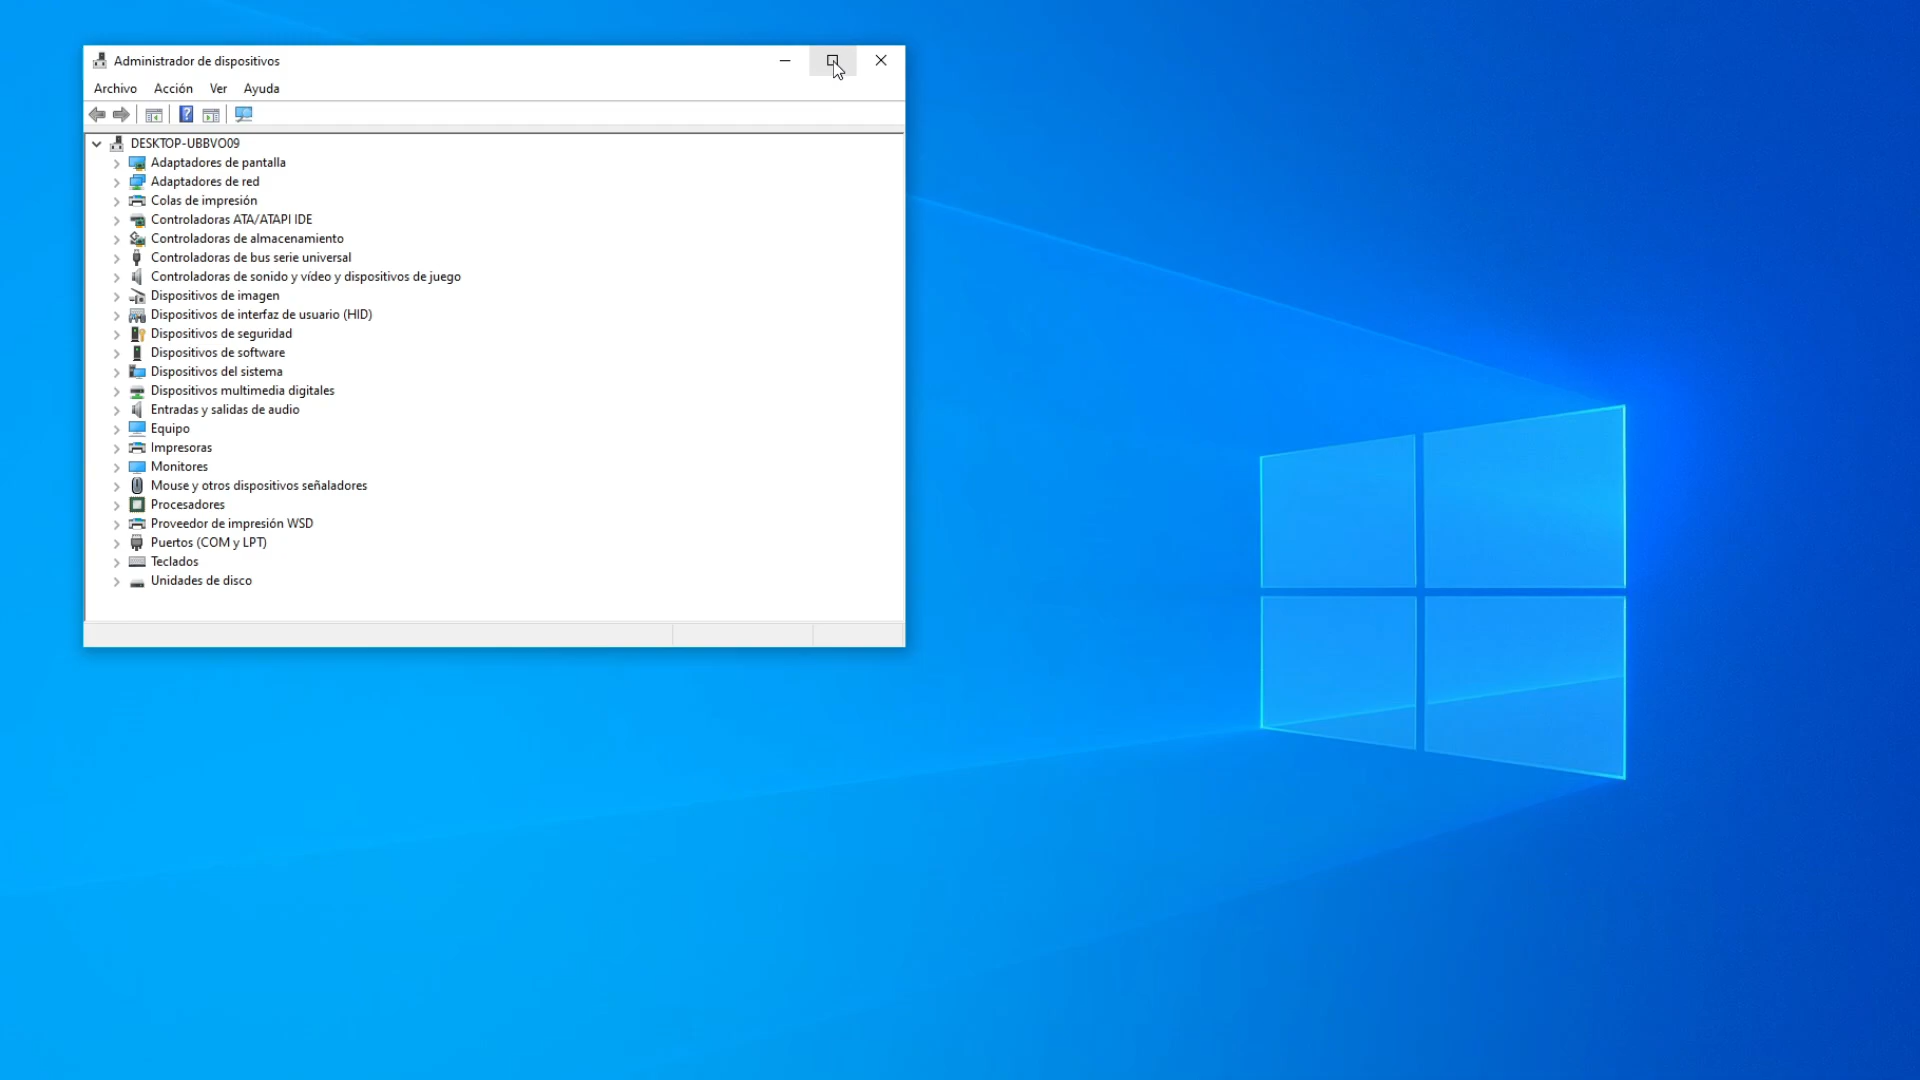 Administrador de dispositivos
Archivo Acción Ver Ayuda
DESKTOP-UBBVO09
Adaptadores de pantalla
Adaptadores de red
Colas de impresión
Controladoras ATA/ATAPI IDE
Controladoras de almacenamiento
Controladoras de bus serie universal
Controladoras de sonido y vídeo y dispositivos de juego
Dispositivos de imagen
Dispositivos de interfaz de usuario (HID)
Dispositivos de seguridad
Dispositivos de software
Dispositivos del sistema
Dispositivos multimedia digitales
Entradas y salidas de audio
Equipo
Impresoras
Monitores
Mouse y otros dispositivos señaladores
Procesadores
Proveedor de impresión WSD
Puertos (COM y LPT)
Teclados
Unidades de disco